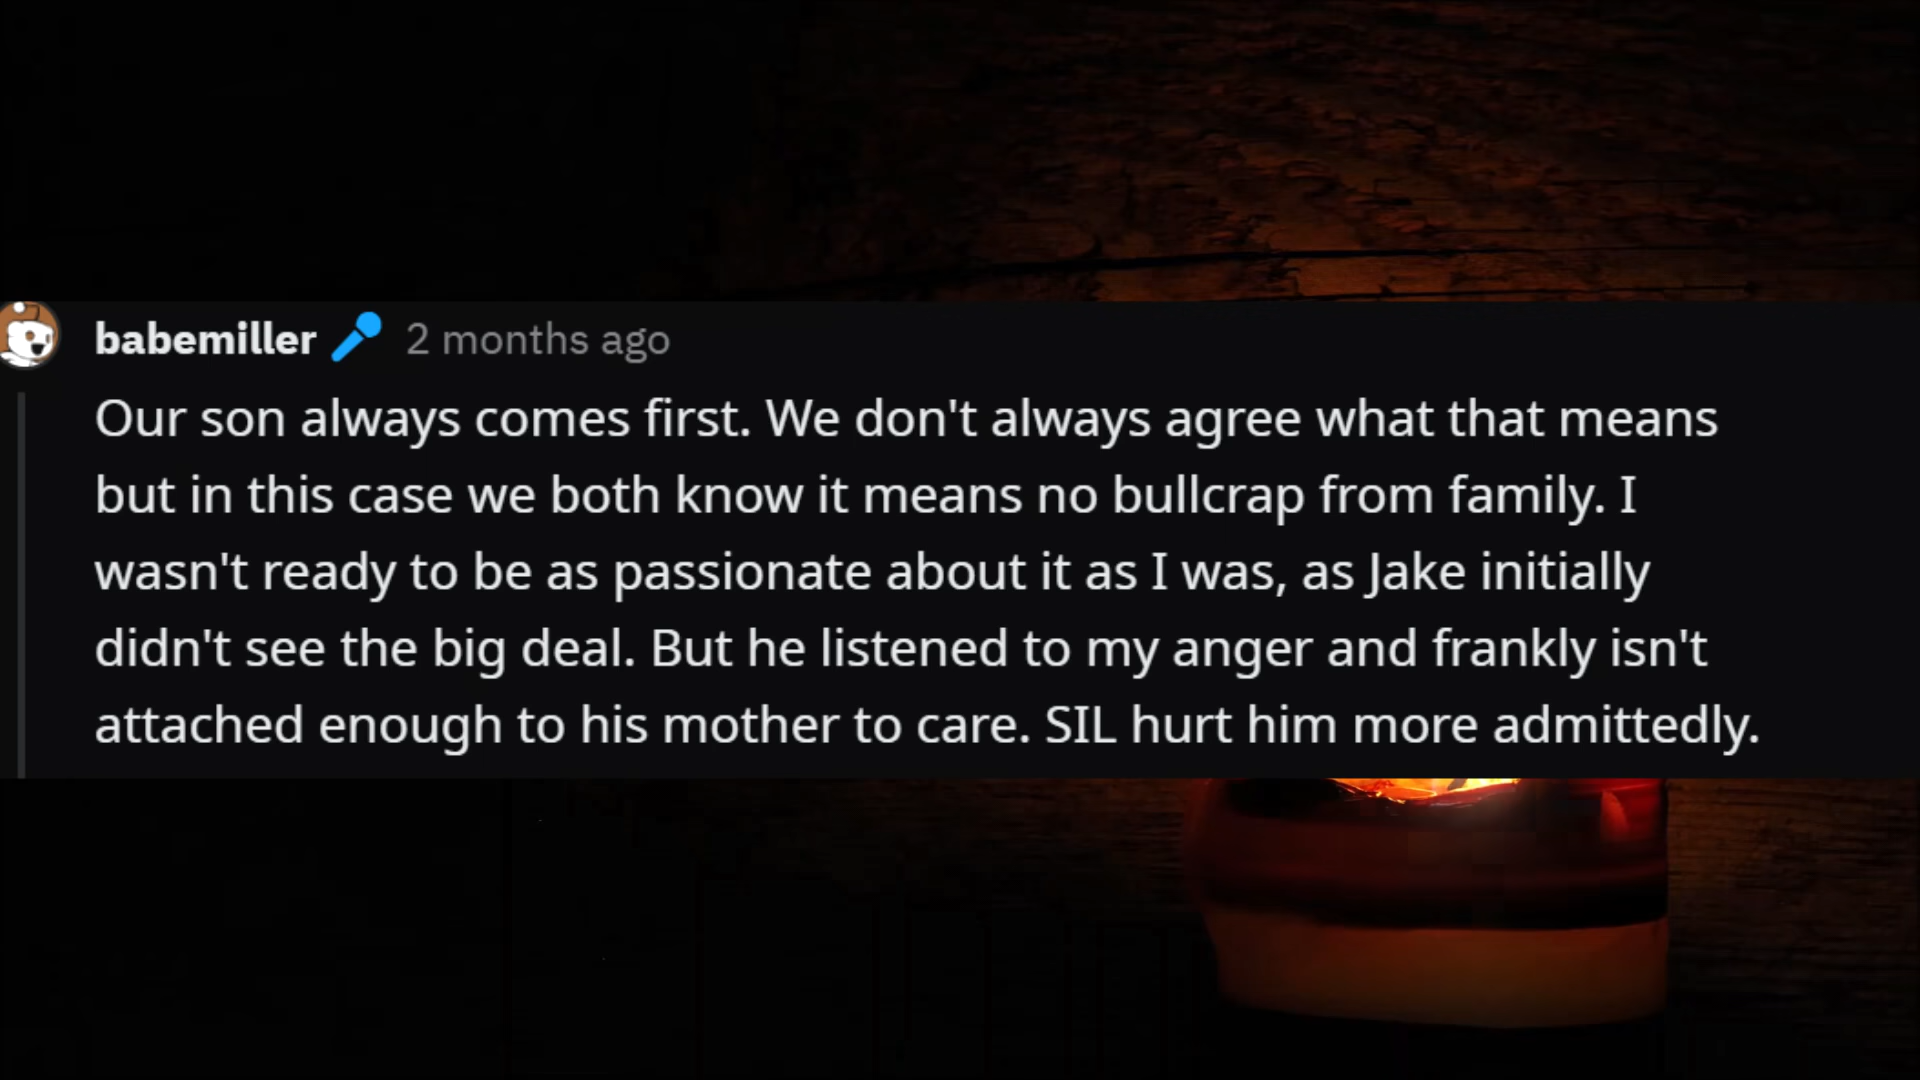 babemiller 🎤 2 months ago
Our son always comes first. We don't always agree what that means
but in this case we both know it means no bullcrap from family. I
wasn't ready to be as passionate about it as I was, as Jake initially
didn't see the big deal. But he listened to my anger and frankly isn't
attached enough to his mother to care. SIL hurt him more admittedly.